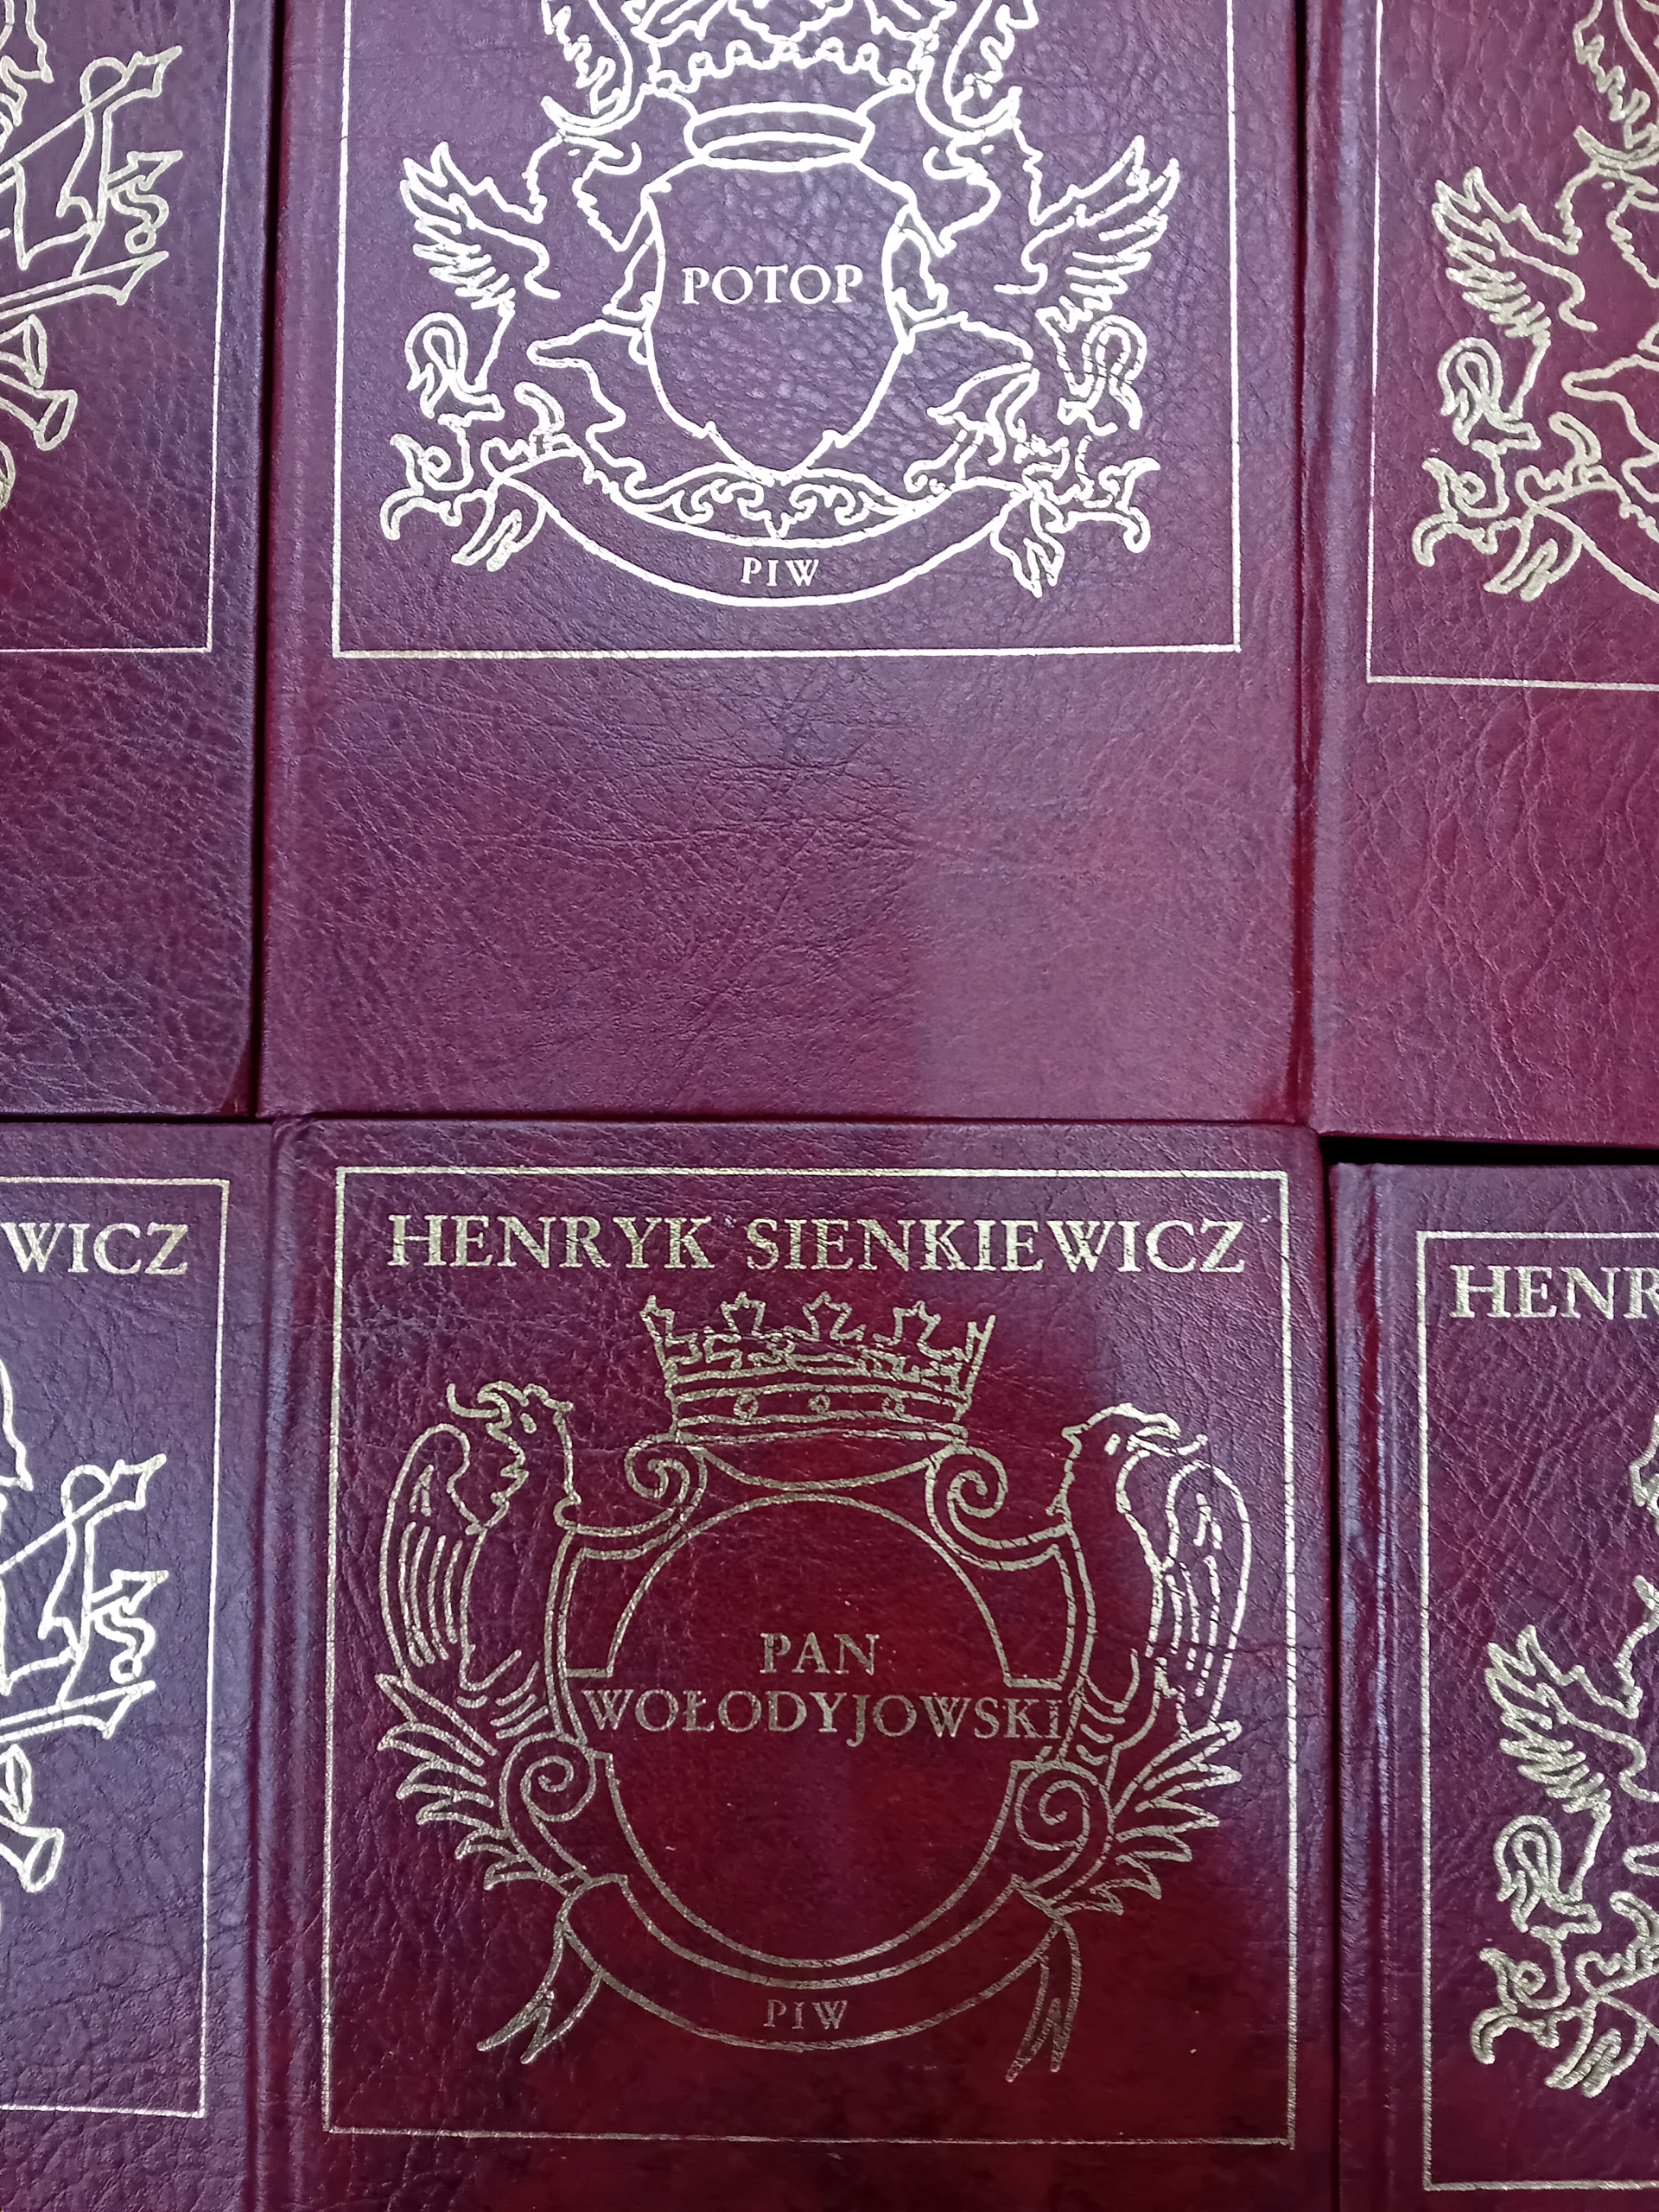 POTOP
PIW
WICZ
HENRYK SIENKIEWICZ
HENR
PAN
WOŁODYJOWSKI
PIW